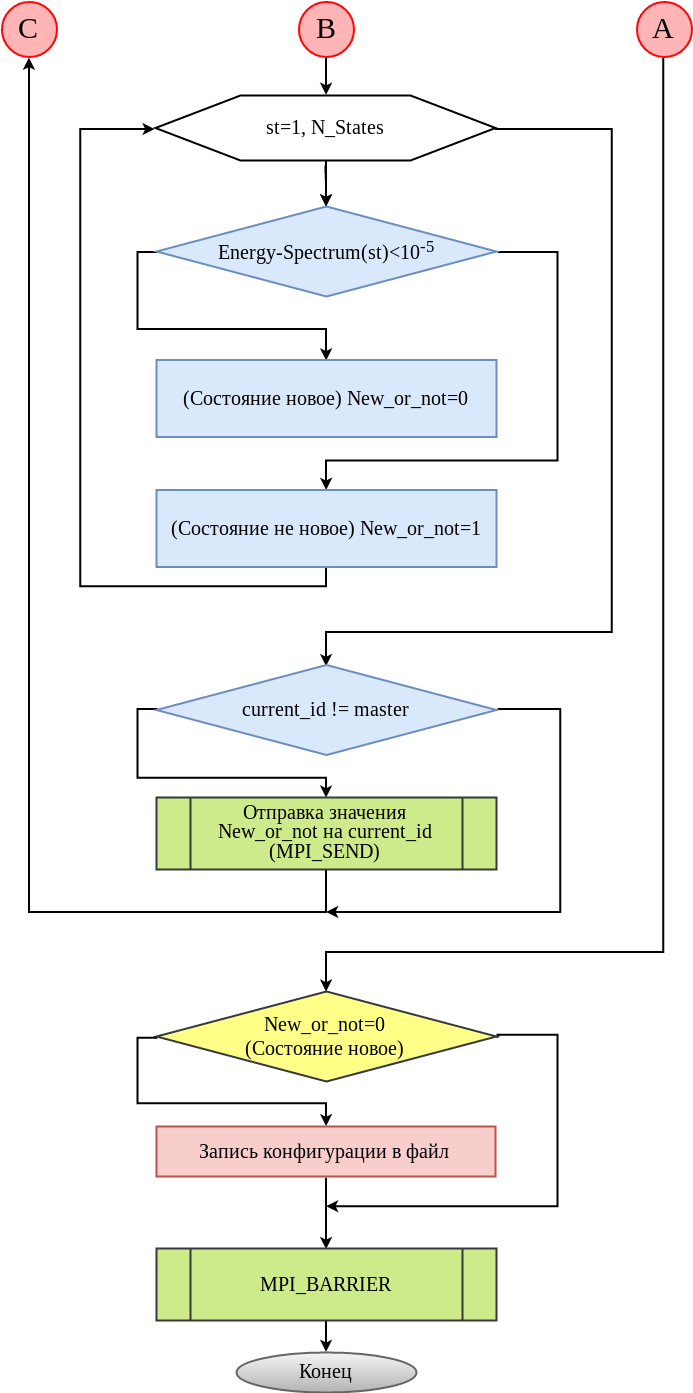 C
B
A
st=1, N_States
Energy-Spectrum(st)<10⁻⁵
(Состояние новое) New_or_not=0
(Состояние не новое) New_or_not=1
current_id != master
Отправка значения
New_or_not на current_id
(MPI_SEND)
New_or_not=0
(Состояние новое)
Запись конфигурации в файл
MPI_BARRIER
Конец